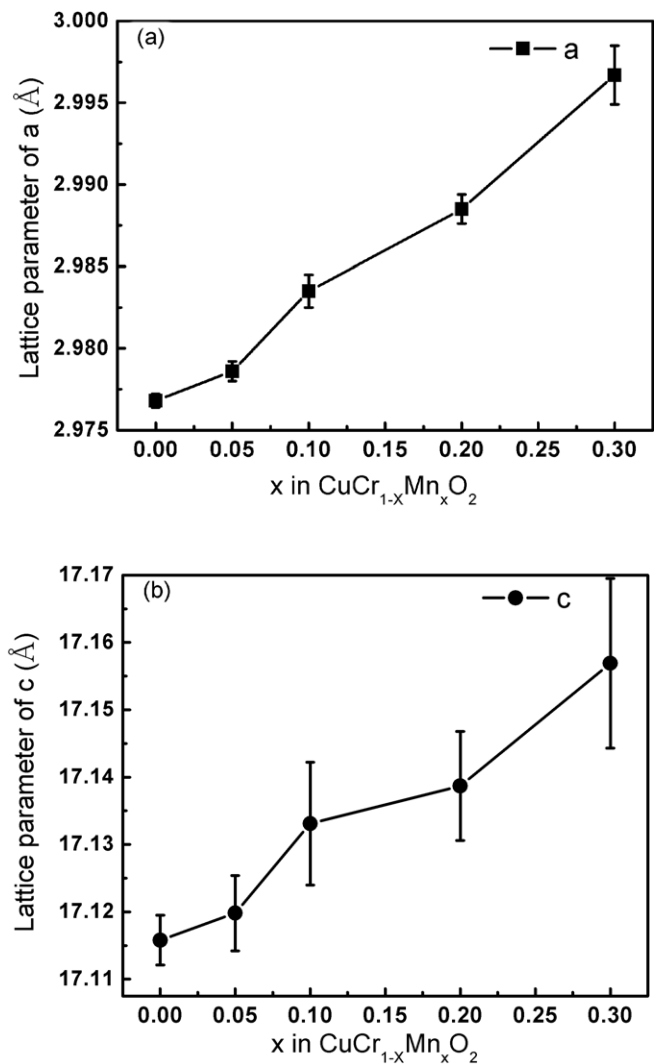 (a)
a
3.000
2.995
2.990
2.985
2.980
2.975
Lattice parameter of a (Å)
0.00 0.05 0.10 0.15 0.20 0.25 0.30
x in CuCr₁₋ₓMnₓO₂
(b)
c
17.17
17.16
17.15
17.14
17.13
17.12
17.11
Lattice parameter of c (Å)
0.00 0.05 0.10 0.15 0.20 0.25 0.30
x in CuCr₁₋ₓMnₓO₂